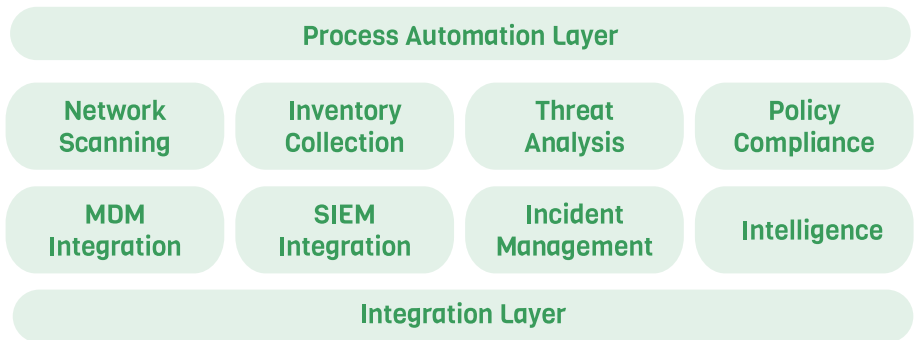 Process Automation Layer
Network
Scanning
Inventory
Collection
Threat
Analysis
Policy
Compliance
MDM
Integration
SIEM
Integration
Incident
Management
Intelligence
Integration Layer